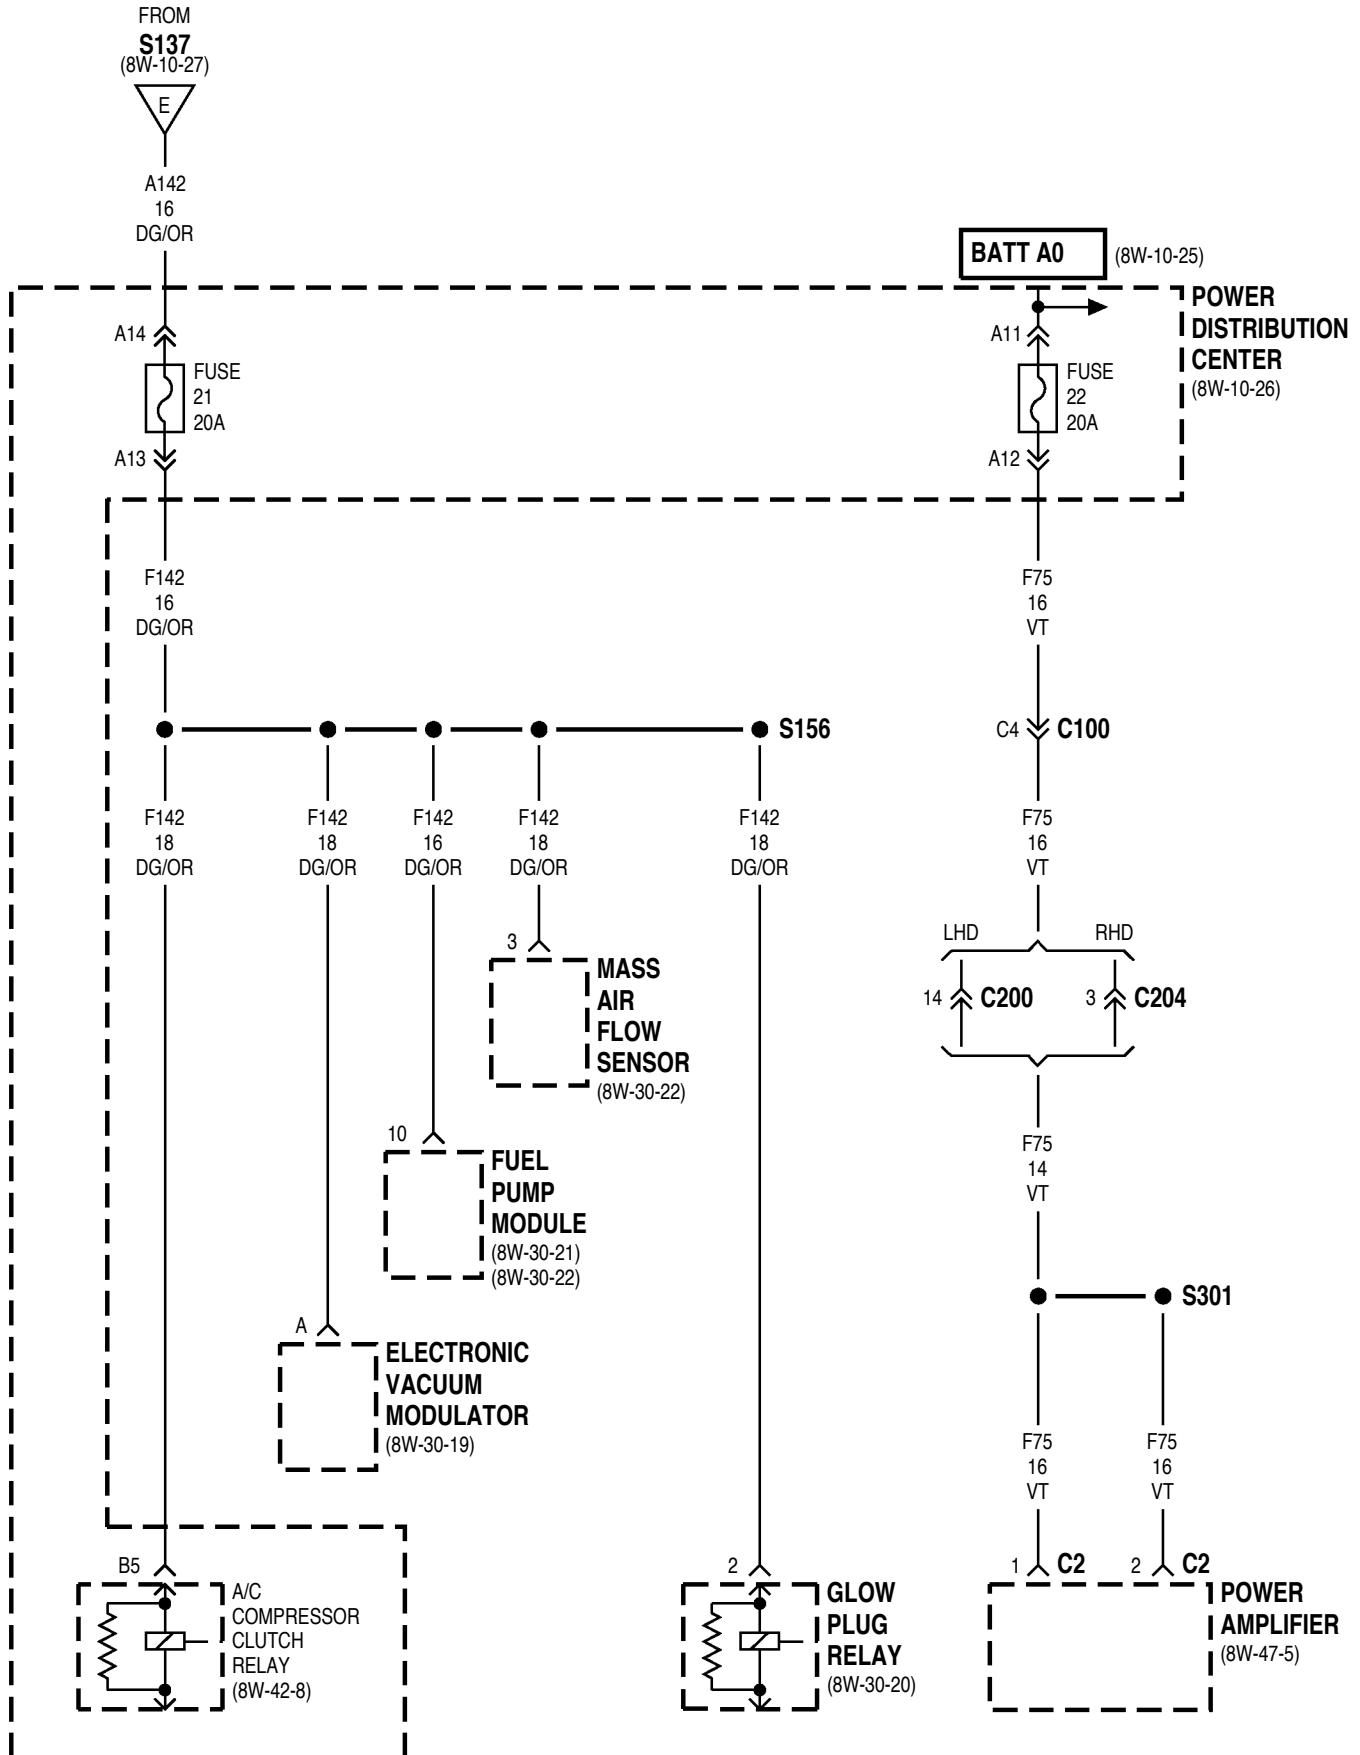 FROM
S137
(8W-10-27)
E
A142
16
DG/OR
BATT A0
(8W-10-25)
POWER
DISTRIBUTION
CENTER
(8W-10-26)
A14
FUSE
21
20A
A13
A11
FUSE
22
20A
A12
F142
16
DG/OR
F75
16
VT
S156
C4
C100
F142
18
DG/OR
F142
18
DG/OR
F142
16
DG/OR
F142
18
DG/OR
F142
18
DG/OR
F75
16
VT
LHD
RHD
14
C200
3
C204
3
MASS
AIR
FLOW
SENSOR
(8W-30-22)
10
FUEL
PUMP
MODULE
(8W-30-21)
(8W-30-22)
F75
14
VT
S301
A
ELECTRONIC
VACUUM
MODULATOR
(8W-30-19)
F75
16
VT
F75
16
VT
B5
A/C
COMPRESSOR
CLUTCH
RELAY
(8W-42-8)
2
GLOW
PLUG
RELAY
(8W-30-20)
1
C2
2
C2
POWER
AMPLIFIER
(8W-47-5)